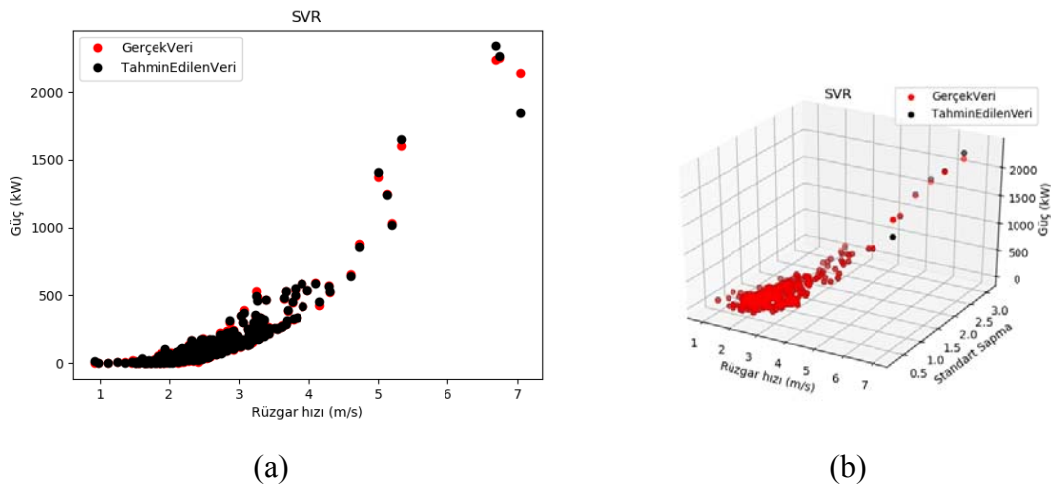 SVR
GerçekVeri
TahminEdilenVeri
2000
1500
1000
500
0
Güç (kW)
1 2 3 4 5 6 7
Rüzgar hızı (m/s)
(a)
SVR
GerçekVeri
TahminEdilenVeri
2000
1500
1000
500
0
Güç (kW)
3.0
2.5
2.0
1.5
1.0
0.5
Standart Sapma
1 2 3 4 5 6 7
Rüzgar hızı (m/s)
(b)